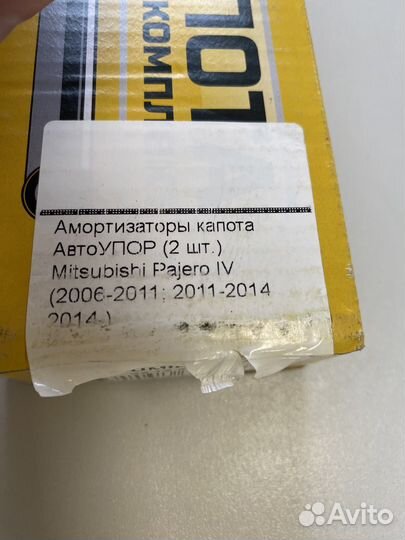 Амортизаторы капота
АвтоУПОР (2 шт.)
Mitsubishi Pajero IV
(2006-2011; 2011-2014
2014-)
Avito